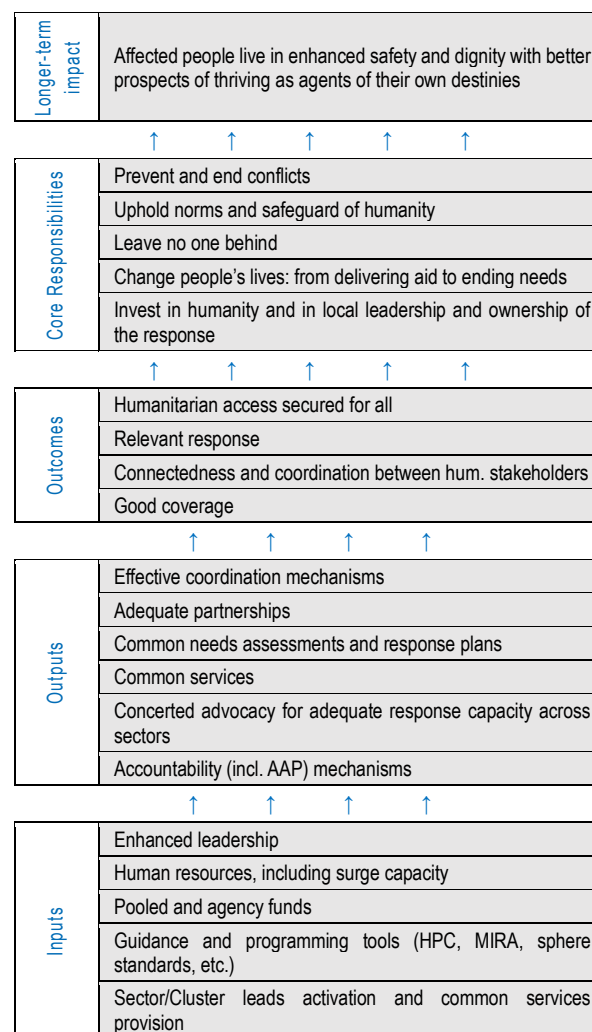 Longer-term
impact
Affected people live in enhanced safety and dignity with better
prospects of thriving as agents of their own destinies
↑ ↑ ↑ ↑ ↑
Core Responsibilities
Prevent and end conflicts
Uphold norms and safeguard of humanity
Leave no one behind
Change people's lives: from delivering aid to ending needs
Invest in humanity and in local leadership and ownership of
the response
↑ ↑ ↑ ↑ ↑
Outcomes
Humanitarian access secured for all
Relevant response
Connectedness and coordination between hum. stakeholders
Good coverage
↑ ↑ ↑ ↑
Outputs
Effective coordination mechanisms
Adequate partnerships
Common needs assessments and response plans
Common services
Concerted advocacy for adequate response capacity across
sectors
Accountability (incl. AAP) mechanisms
↑ ↑ ↑ ↑
Inputs
Enhanced leadership
Human resources, including surge capacity
Pooled and agency funds
Guidance and programming tools (HPC, MIRA, sphere
standards, etc.)
Sector/Cluster leads activation and common services
provision